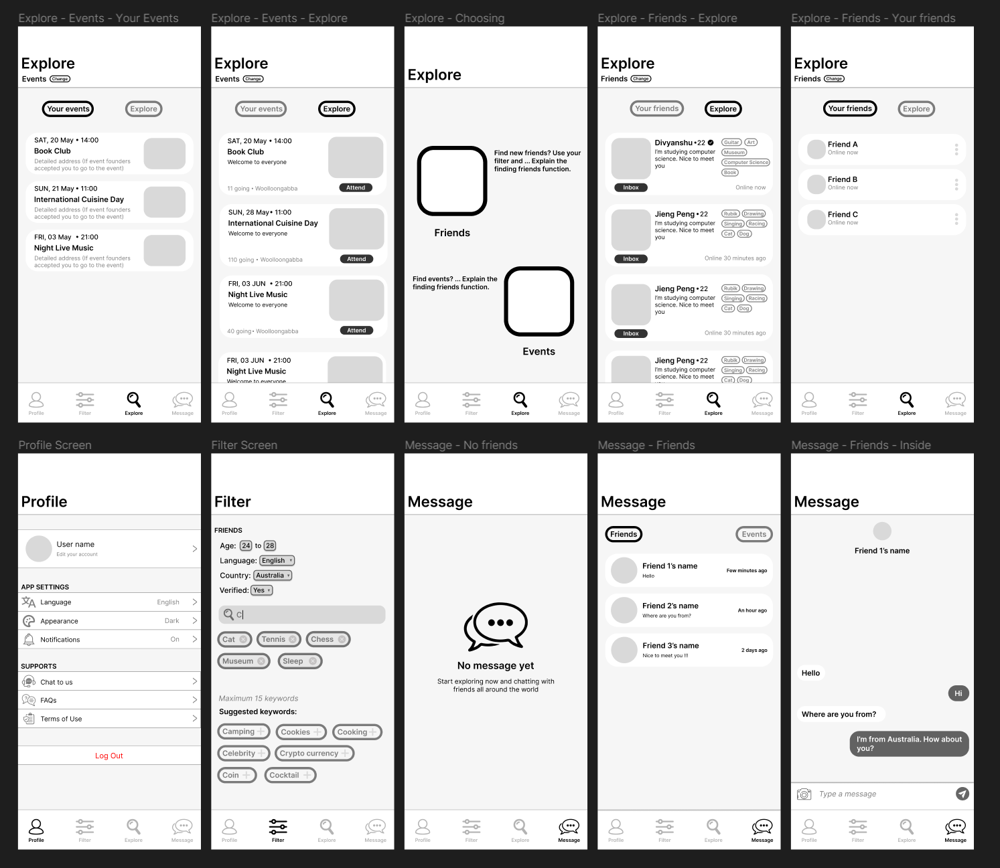 Explore - Events - Your Events
Explore
Events Change
Your events Explore
SAT, 20 May • 14:00
Book Club
Detailed address (If event founders
accepted you to go to the event)
SUN, 21 May • 11:00
International Cuisine Day
Detailed address (If event founders
accepted you to go to the event)
FRI, 03 May • 21:00
Night Live Music
Detailed address (If event founders
accepted you to go to the event)
Profile Filter Explore Message
Explore - Events - Explore
Explore
Events Change
Your events Explore
SAT, 20 May • 14:00
Book Club
Welcome to everyone
11 going • Woolloongabba Attend
SUN, 28 May • 11:00
International Cuisine Day
Welcome to everyone
110 going • Woolloongabba Attend
FRI, 03 JUN • 21:00
Night Live Music
Welcome to everyone
40 going • Woolloongabba Attend
FRI, 03 JUN • 21:00
Night Live Music
Welcome to everyone
Profile Filter Explore Message
Explore - Choosing
Explore
Find new friends? Use your
filter and ... Explain the
finding friends function.
Friends
Find events? ... Explain the
finding friends function.
Events
Profile Filter Explore Message
Explore - Friends - Explore
Explore
Friends Change
Your friends Explore
Divyanshu • 22
I'm studying computer
science. Nice to meet
you
Guitar Art
Museum
Computer Science
Book
Inbox Online now
Jieng Peng • 22
I'm studying computer
science. Nice to meet
you
Rubik Drawing
Singing Racing
Cat Dog
Inbox Online 30 minutes ago
Jieng Peng • 22
I'm studying computer
science. Nice to meet
you
Rubik Drawing
Singing Racing
Cat Dog
Inbox Online 30 minutes ago
Jieng Peng • 22
I'm studying computer
science. Nice to meet
Rubik Drawing
Singing Racing
Cat Dog
Profile Filter Explore Message
Explore - Friends - Your friends
Explore
Friends Change
Your friends Explore
Friend A
Online now
Friend B
Online now
Friend C
Online now
Profile Filter Explore Message
Profile Screen
Profile
User name
Edit your account
APP SETTINGS
Language English
Appearance Dark
Notifications On
SUPPORTS
Chat to us
FAQs
Terms of Use
Log Out
Profile Filter Explore Message
Filter Screen
Filter
FRIENDS
Age: 24 to 28
Language: English
Country: Australia
Verified: Yes
C
Cat Tennis Chess
Museum Sleep
Maximum 15 keywords
Suggested keywords:
Camping Cookies Cooking
Celebrity Crypto currency
Coin Cocktail
Profile Filter Explore Message
Message - No friends
Message
No message yet
Start exploring now and chatting with
friends all around the world
Profile Filter Explore Message
Message - Friends
Message
Friends Events
Friend 1's name
Hello
Few minutes ago
Friend 2's name
Where are you from?
An hour ago
Friend 3's name
Nice to meet you !!!
2 days ago
Profile Filter Explore Message
Message - Friends - Inside
Message
Friend 1's name
Hello
Hi
Where are you from?
I'm from Australia. How about
you?
Type a message
Profile Filter Explore Message